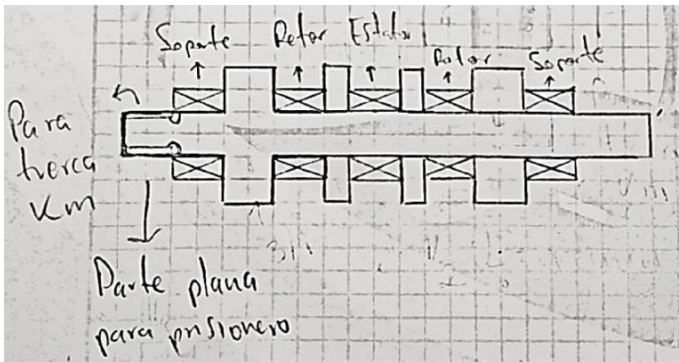 Soporte
Rotor
Estator
Rotor
Soporte
Para
tuerca
Km
Parte plana
para prisionero